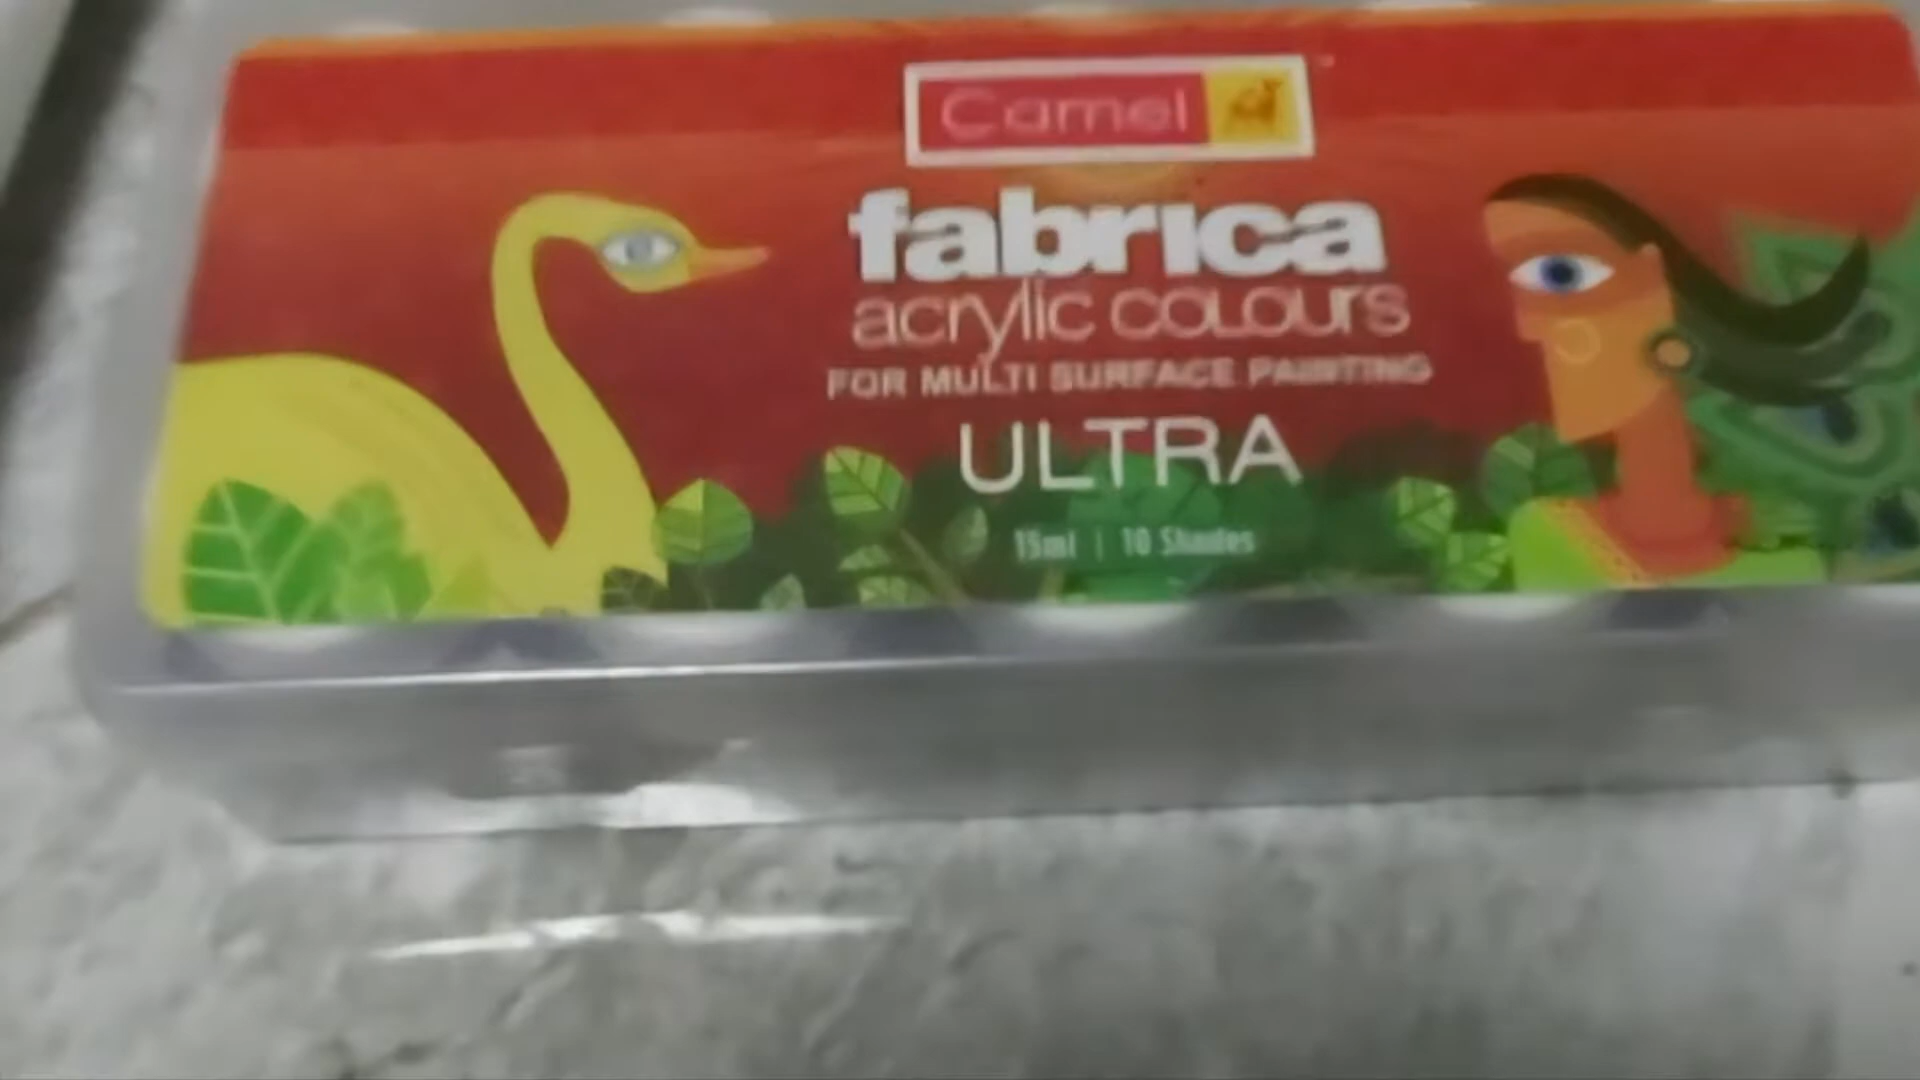 Camel
fabrica
acrylic colours
FOR MULTI SURFACE PAINTING
ULTRA
15ml | 10 Shades